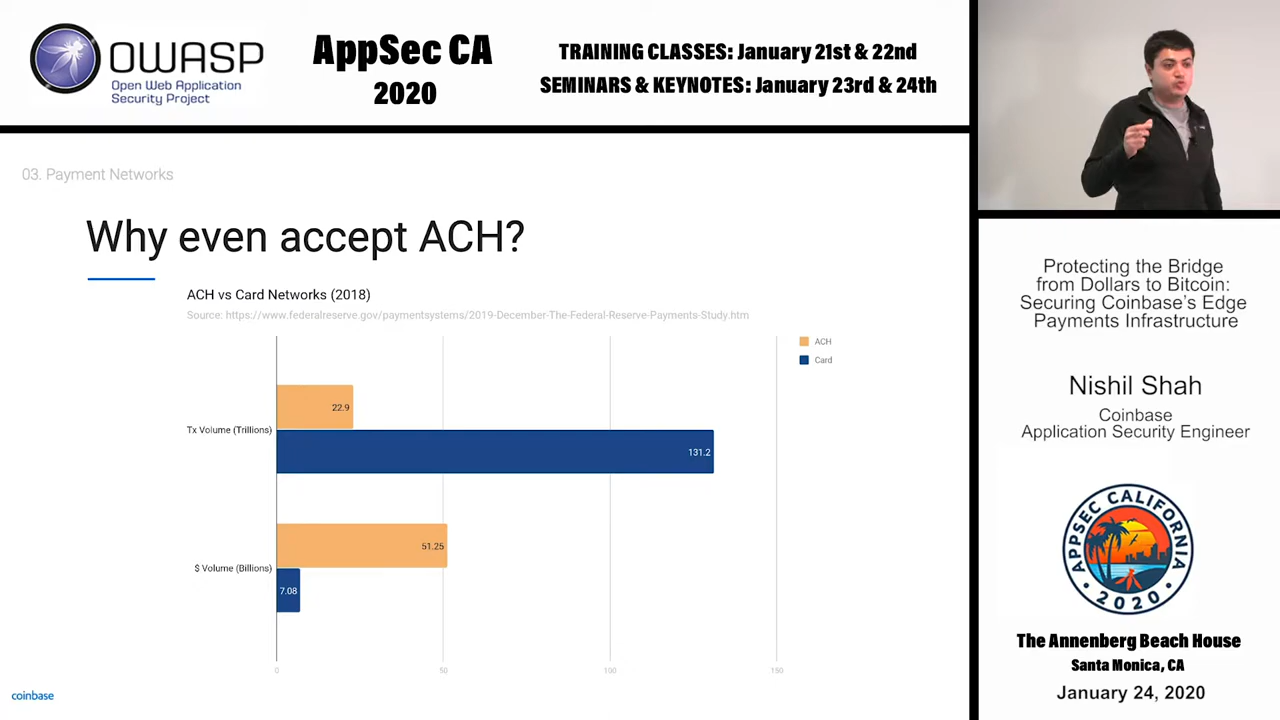 OWASP
Open Web Application
Security Project
AppSec CA
2020
TRAINING CLASSES: January 21st & 22nd
SEMINARS & KEYNOTES: January 23rd & 24th
03. Payment Networks
Why even accept ACH?
ACH vs Card Networks (2018)
Source: https://www.federalreserve.gov/paymentsystems/2019-December-The-Federal-Reserve-Payments-Study.htm
ACH
Card
Tx Volume (Trillions)
22.9
131.2
$ Volume (Billions)
51.25
7.08
0
50
100
150
coinbase
Protecting the Bridge
from Dollars to Bitcoin:
Securing Coinbase's Edge
Payments Infrastructure
Nishil Shah
Coinbase
Application Security Engineer
APPSEC CALIFORNIA
2020
The Annenberg Beach House
Santa Monica, CA
January 24, 2020